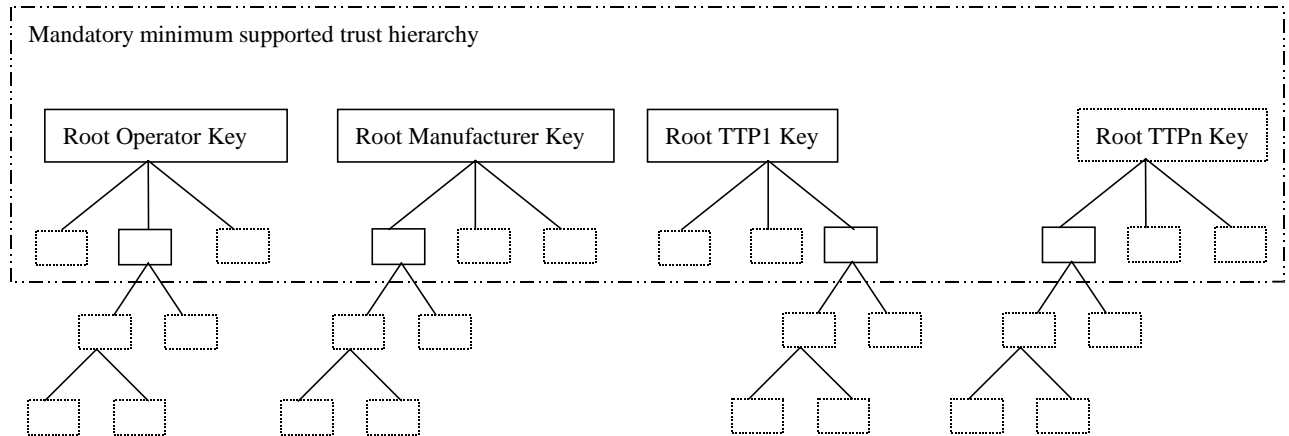 Mandatory minimum supported trust hierarchy
Root Operator Key
Root Manufacturer Key
Root TTP1 Key
Root TTPn Key